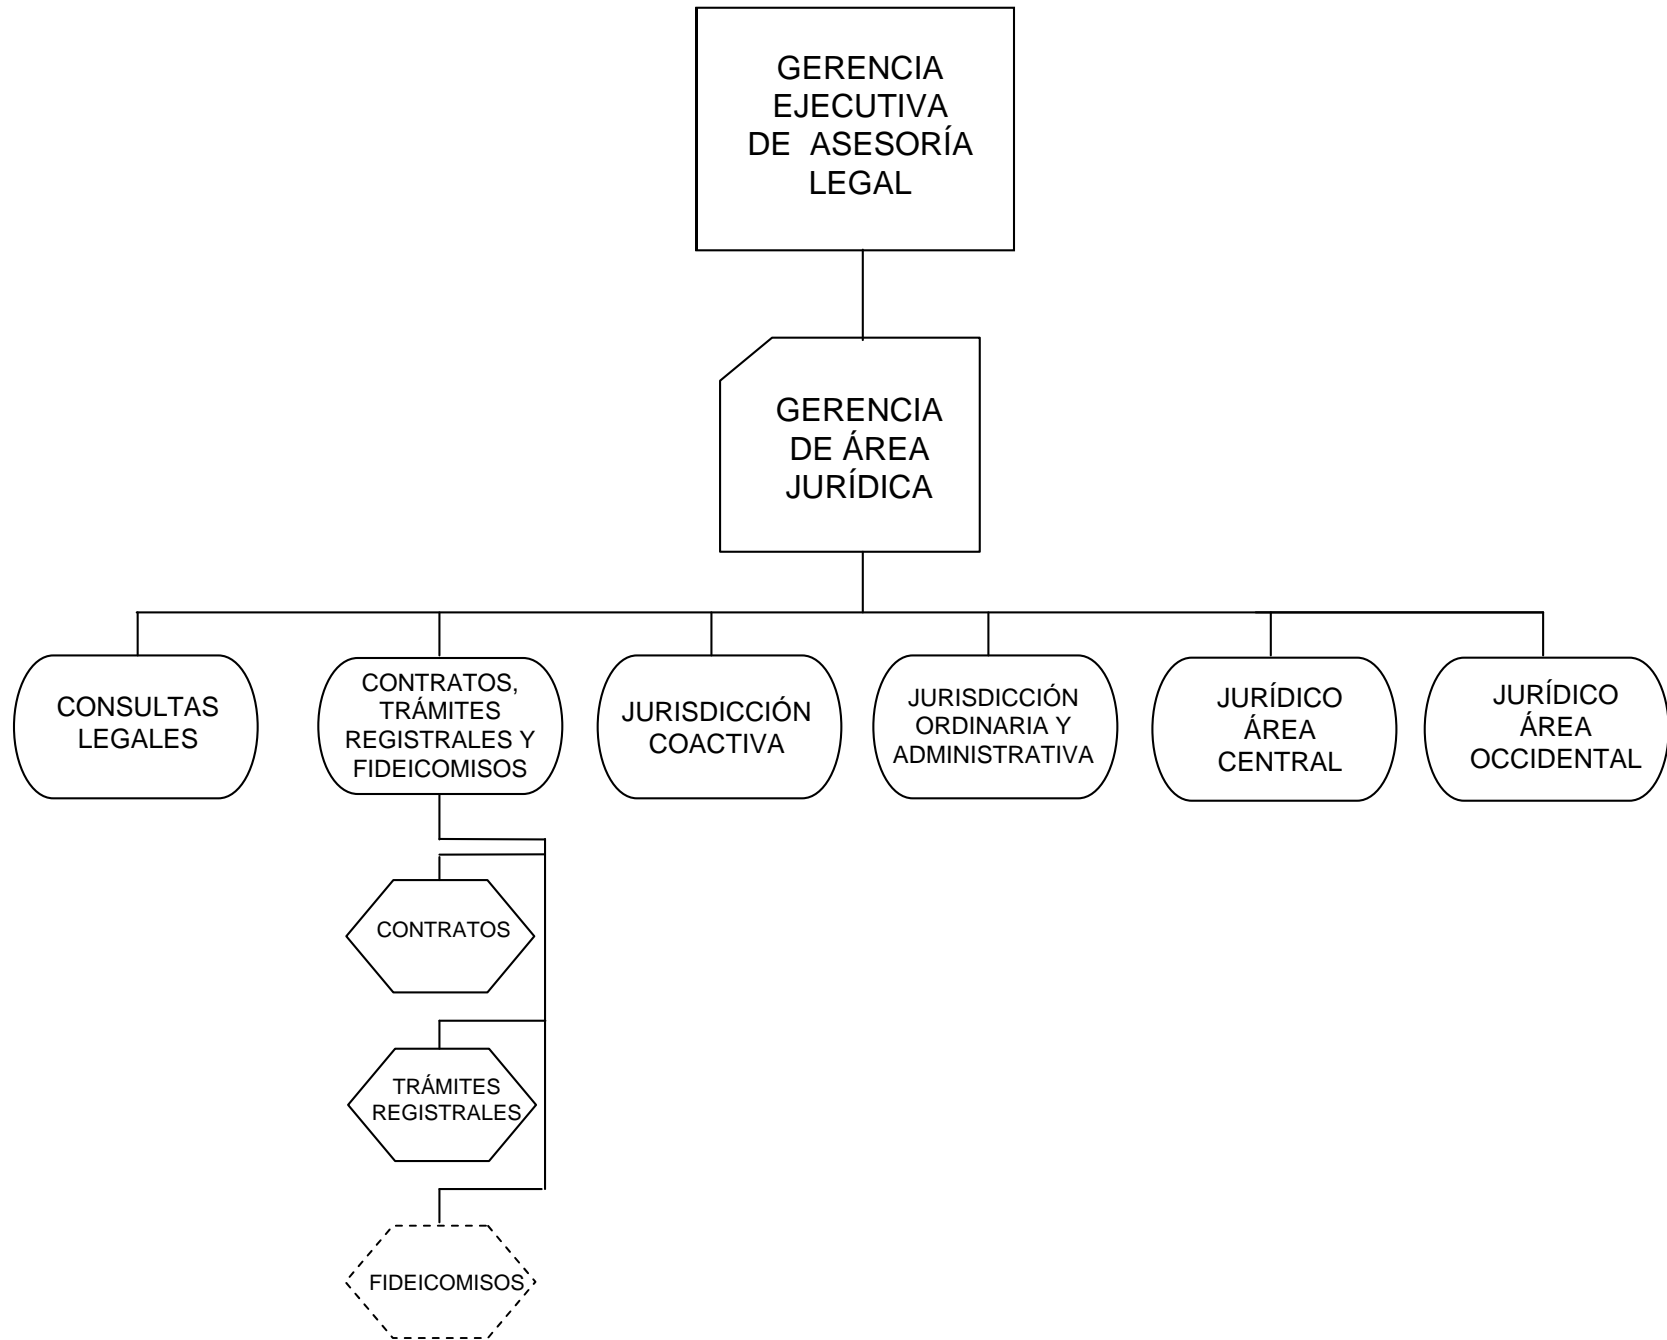 GERENCIA
EJECUTIVA
DE ASESORÍA
LEGAL
GERENCIA
DE ÁREA
JURÍDICA
CONSULTAS
LEGALES
CONTRATOS,
TRÁMITES
REGISTRALES Y
FIDEICOMISOS
JURISDICCIÓN
COACTIVA
JURISDICCIÓN
ORDINARIA Y
ADMINISTRATIVA
JURÍDICO
ÁREA
CENTRAL
JURÍDICO
ÁREA
OCCIDENTAL
CONTRATOS
TRÁMITES
REGISTRALES
FIDEICOMISOS